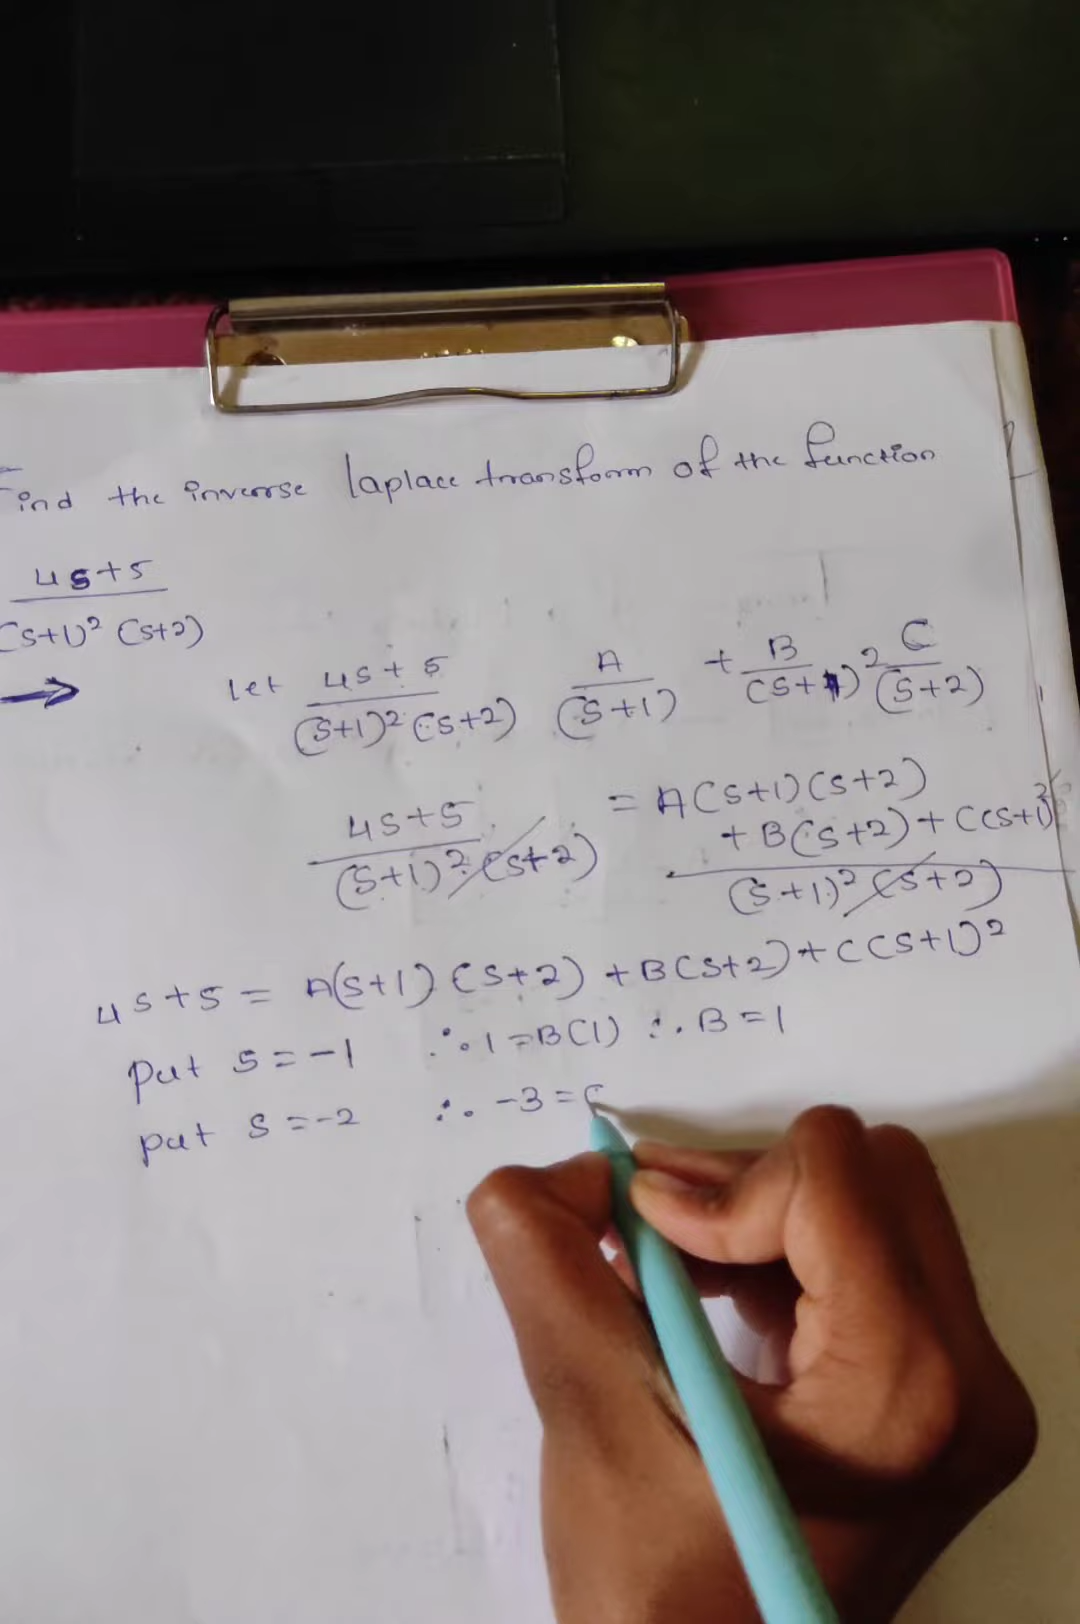 Find the inverse laplace transform of the function
4s+5
(s+1)² (s+2)
→ Let 4s+5 / (s+1)² (s+2) A / (s+1) + B / (s+1)² C / (s+2)
4s+5 / (s+1)² (s+2) = A(s+1)(s+2) + B(s+2) + C(s+1)² / (s+1)² (s+2)
4s+5 = A(s+1)(s+2) + B(s+2) + C(s+1)²
Put s=-1 ∴ 1=B(1) ∴ B=1
put s=-2 ∴ -3=